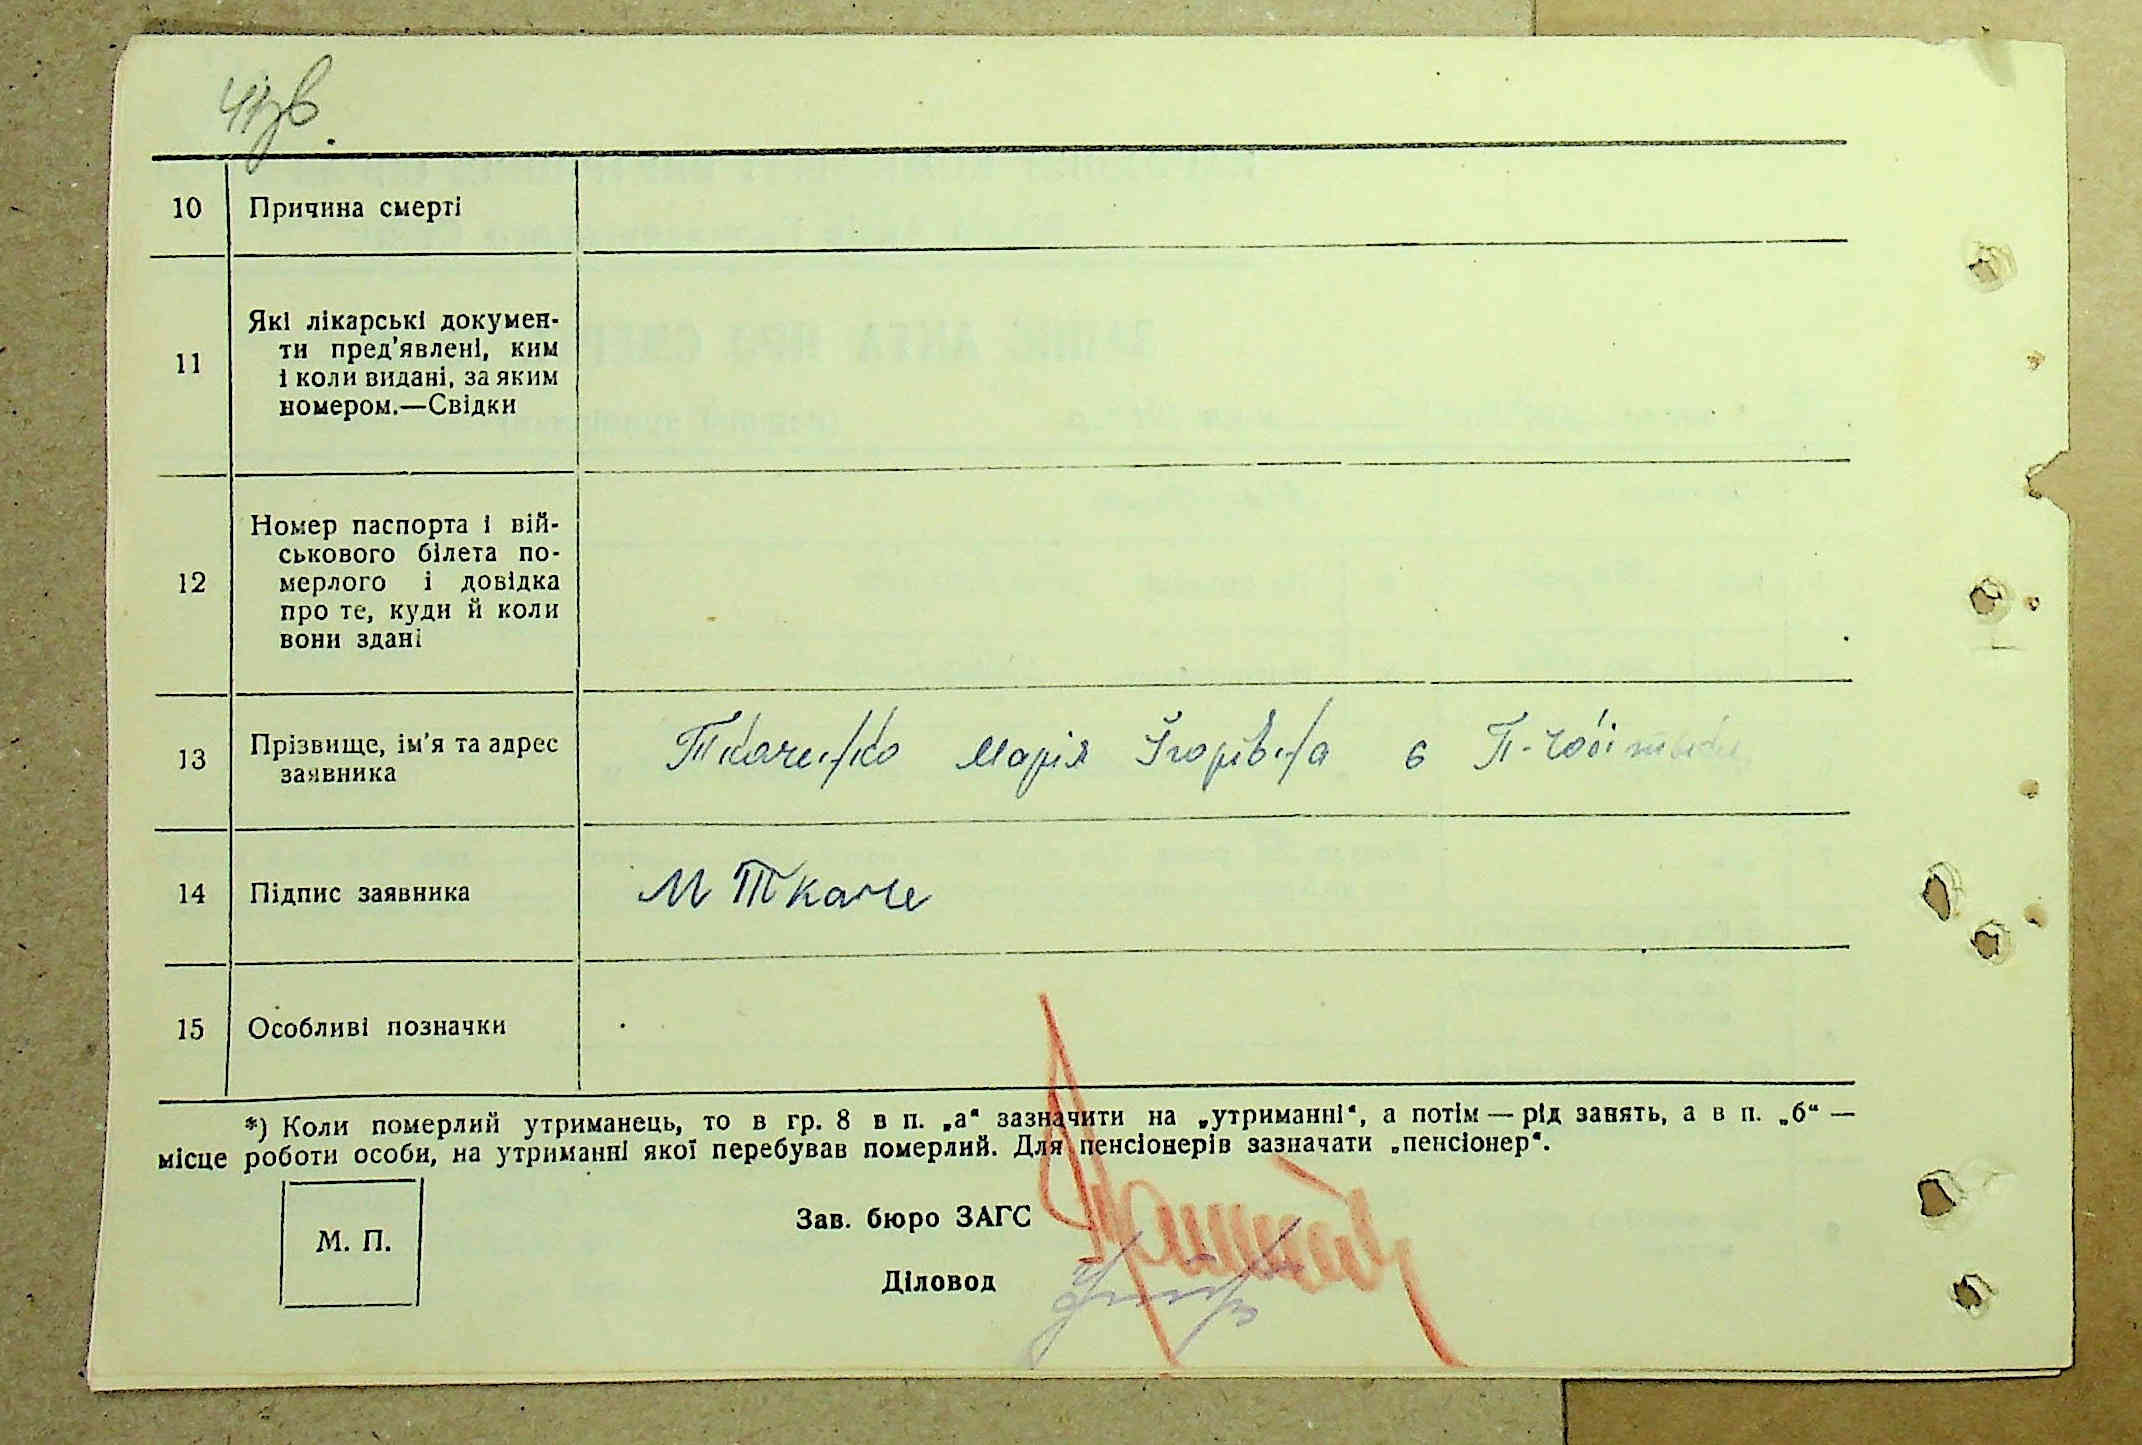 41зв
10 Причина смерті
11 Які лікарські докумен-
ти пред'явлені, ким
і коли видані, за яким
номером.—Свідки
12 Номер паспорта і вій-
ськового білета по-
мерлого і довідка
про те, куди й коли
вони здані
13 Прізвище, ім'я та адрес
заявника
Ткаченко Марія Ігорівна с
14 Підпис заявника М Ткаче
15 Особливі позначки
*) Коли померлий утриманець, то в гр. 8 в п. „а“ зазначити на „утриманні“, а потім — рід занять, а в п. „б“ —
місце роботи особи, на утриманні якої перебував померлий. Для пенсіонерів зазначати „пенсіонер“.
М. П.
Зав. бюро ЗАГС
Діловод